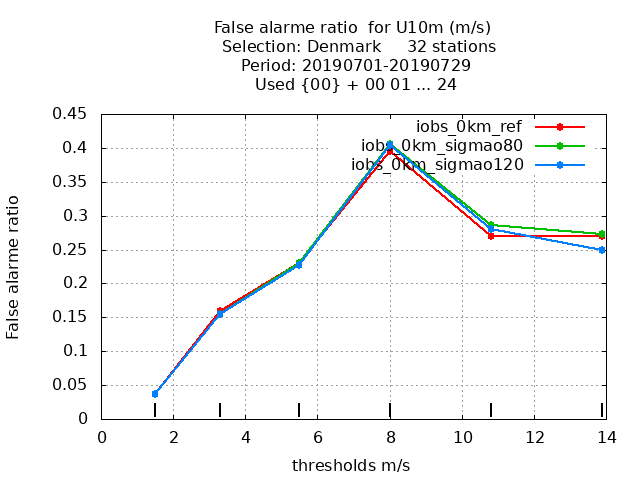 False alarme ratio  for U10m (m/s)
Selection: Denmark     32 stations
Period: 20190701-20190729
Used {00} + 00 01 ... 24
iobs_0km_ref
iobs_0km_sigmao80
iobs_0km_sigmao120
False alarme ratio
0.45
0.4
0.35
0.3
0.25
0.2
0.15
0.1
0.05
0
0 2 4 6 8 10 12 14
thresholds m/s